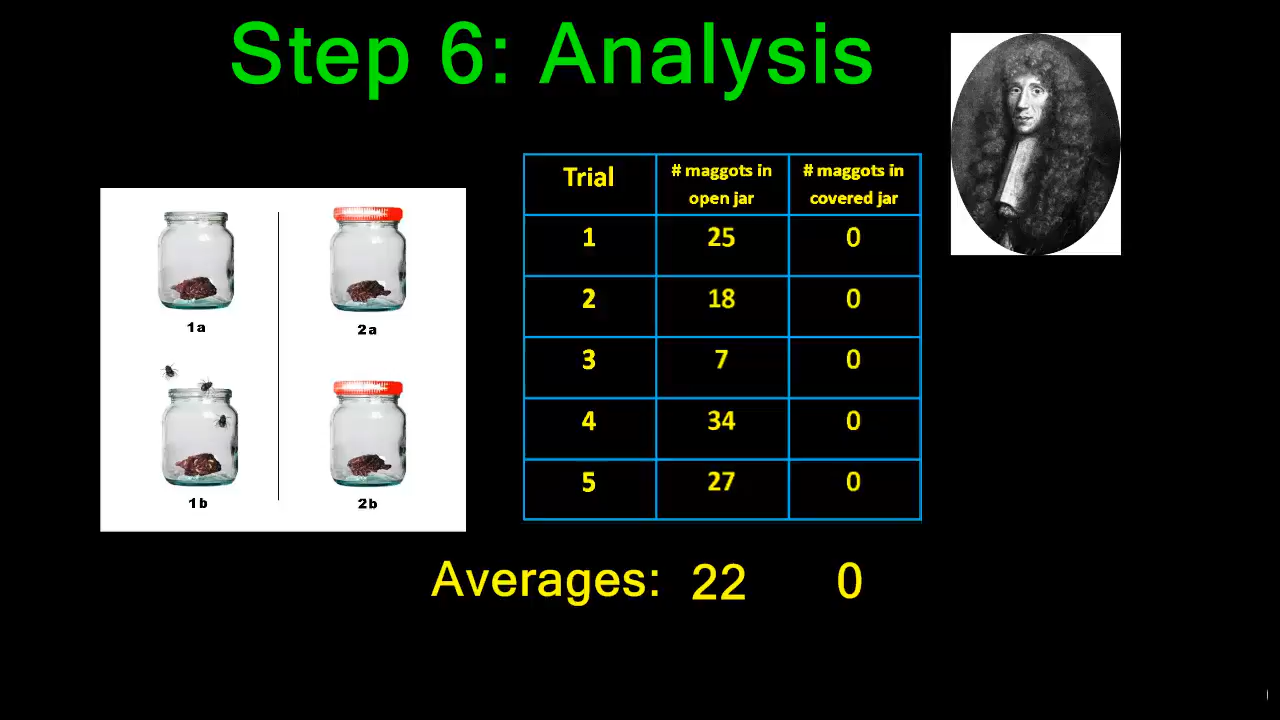 Step 6: Analysis
Trial # maggots in open jar # maggots in covered jar
1 25 0
2 18 0
3 7 0
4 34 0
5 27 0
Averages: 22 0
1a 2a
1b 2b